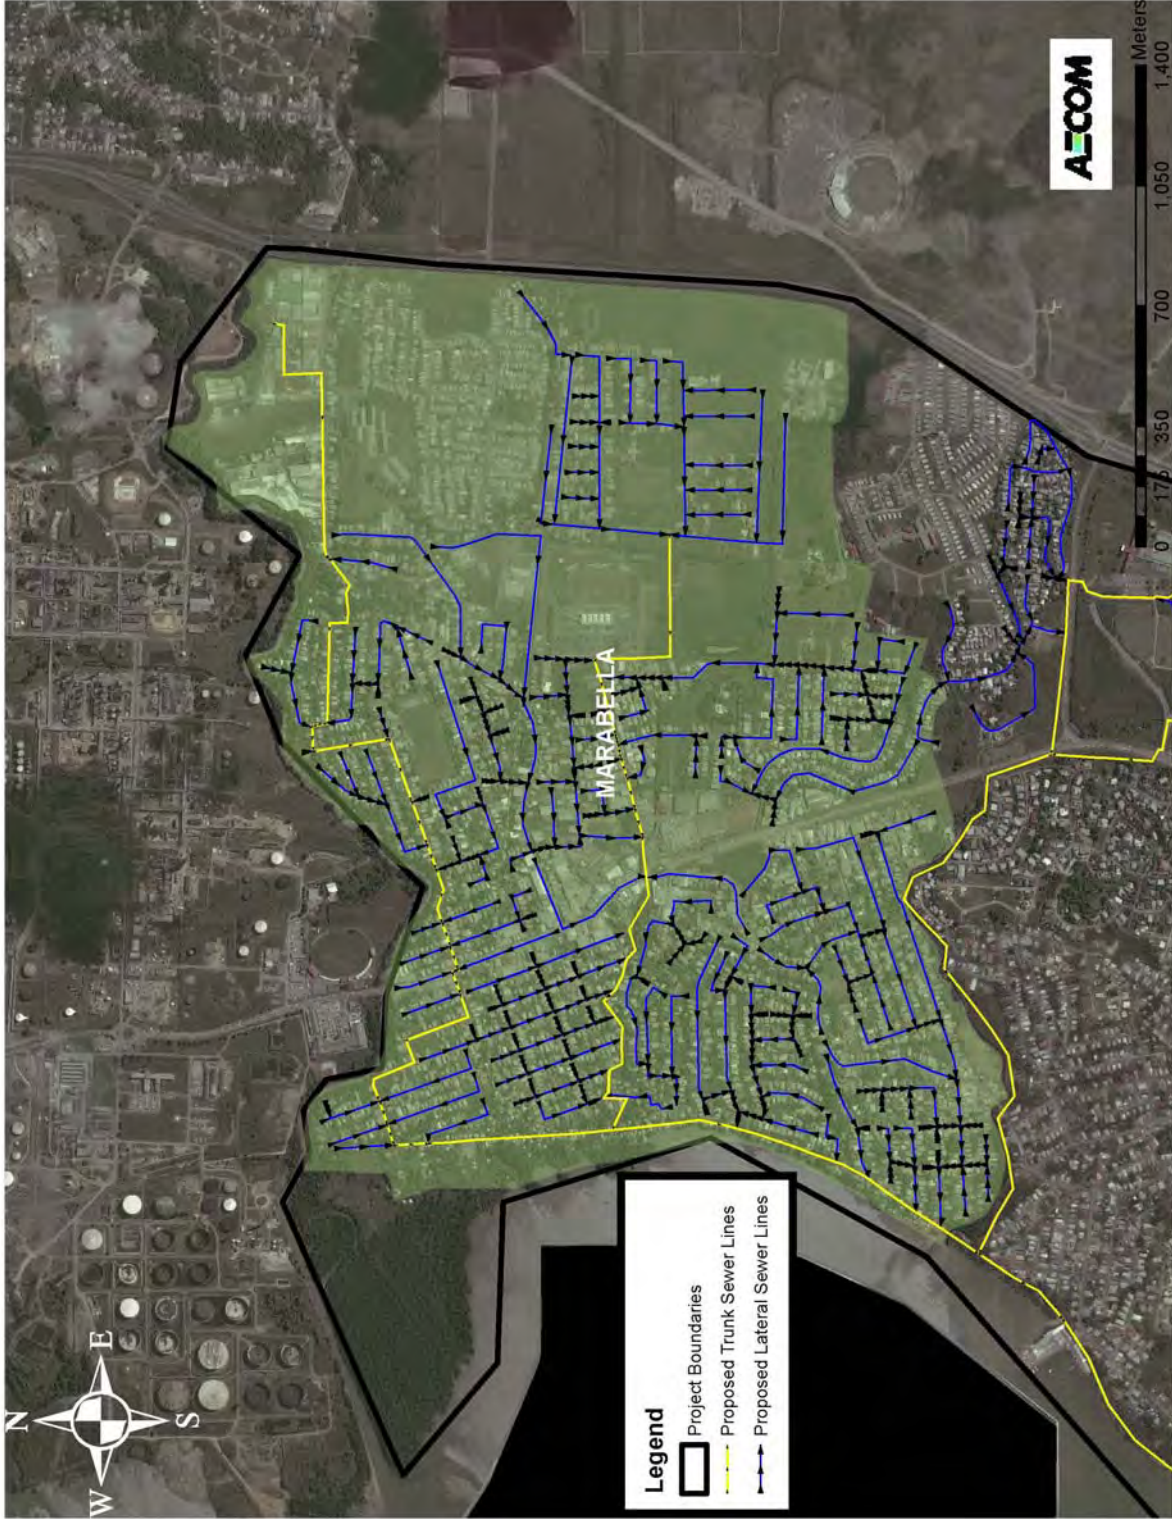 N
W E
S
MARABELLA
Legend
Project Boundaries
Proposed Trunk Sewer Lines
Proposed Lateral Sewer Lines
AECOM
0 175 350 700 1,050 1,400
Meters